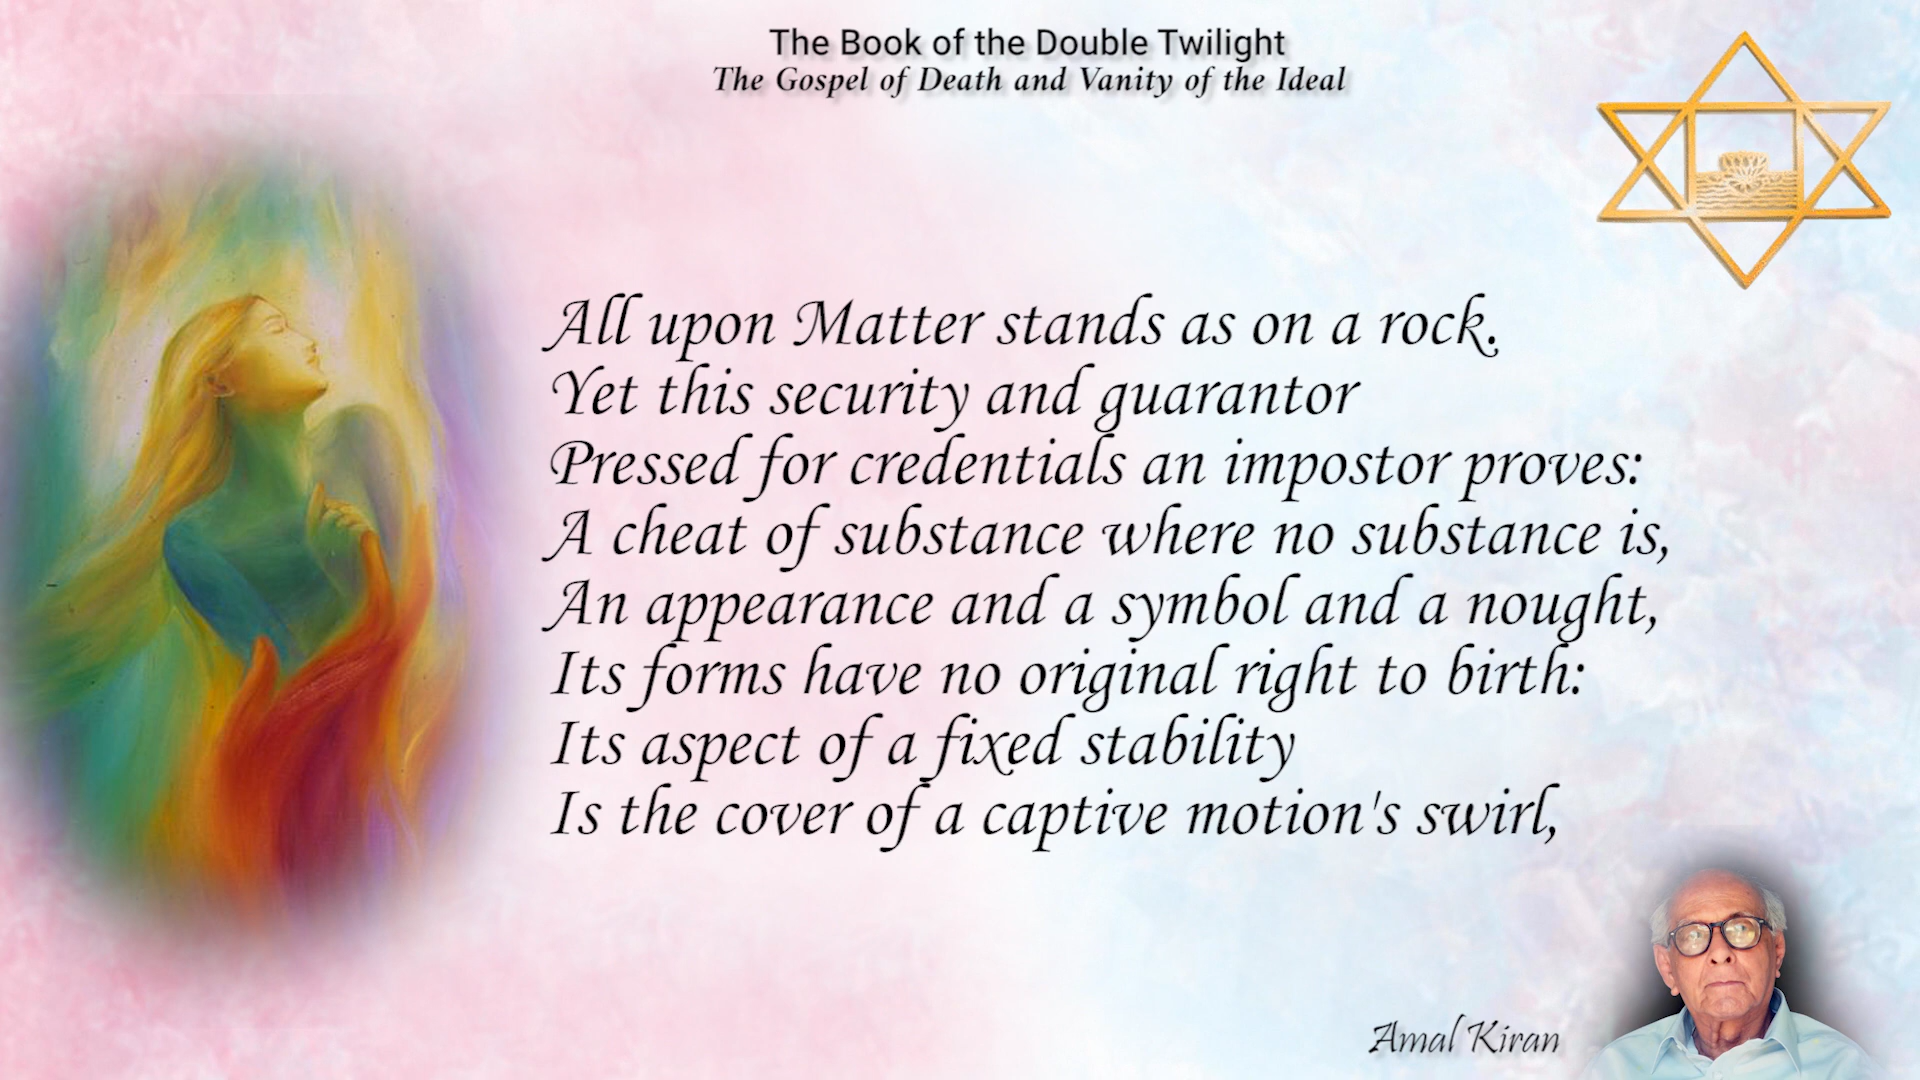 The Book of the Double Twilight
The Gospel of Death and Vanity of the Ideal
All upon Matter stands as on a rock.
Yet this security and guarantor
Pressed for credentials an impostor proves:
A cheat of substance where no substance is,
An appearance and a symbol and a nought,
Its forms have no original right to birth:
Its aspect of a fixed stability
Is the cover of a captive motion's swirl,
Amal Kiran